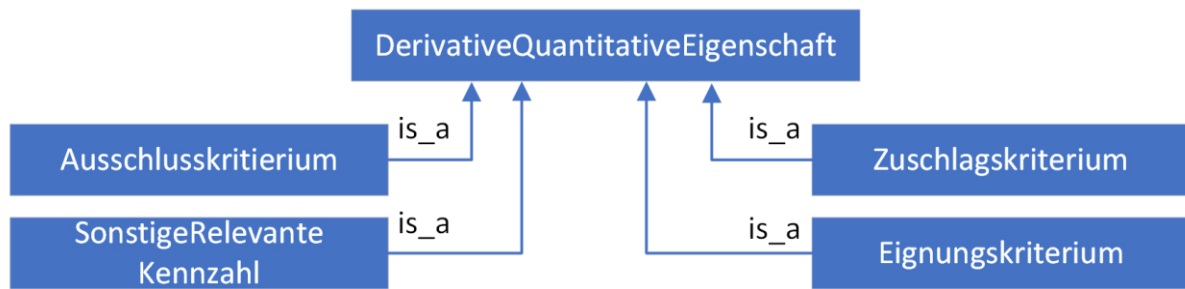 DerivativeQuantitativeEigenschaft
is_a
is_a
Ausschlusskritierium
Zuschlagskriterium
is_a
is_a
SonstigeRelevante
Kennzahl
Eignungskriterium